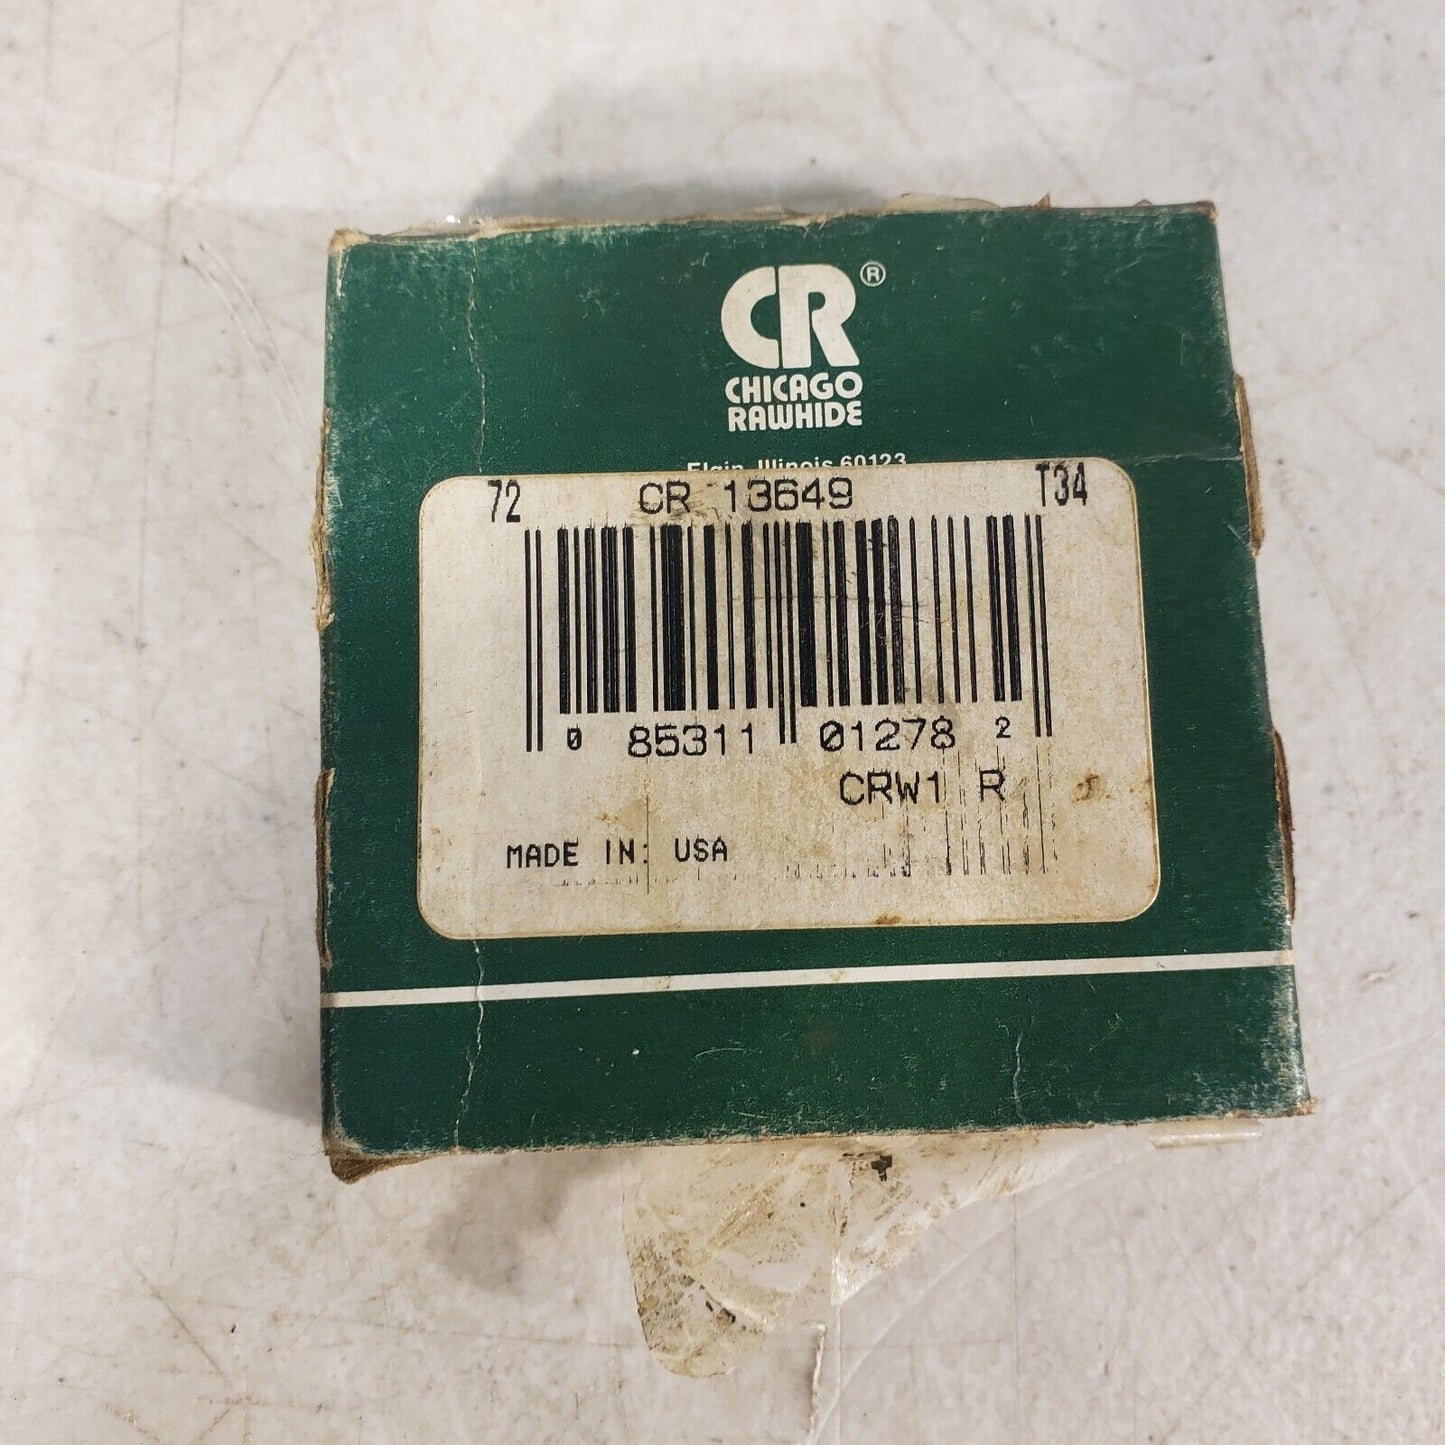 CR®
CHICAGO
RAWHIDE
Elgin, Illinois 60123
72 CR 13649 T34
0 85311 01278 2
CRW1 R
MADE IN: USA